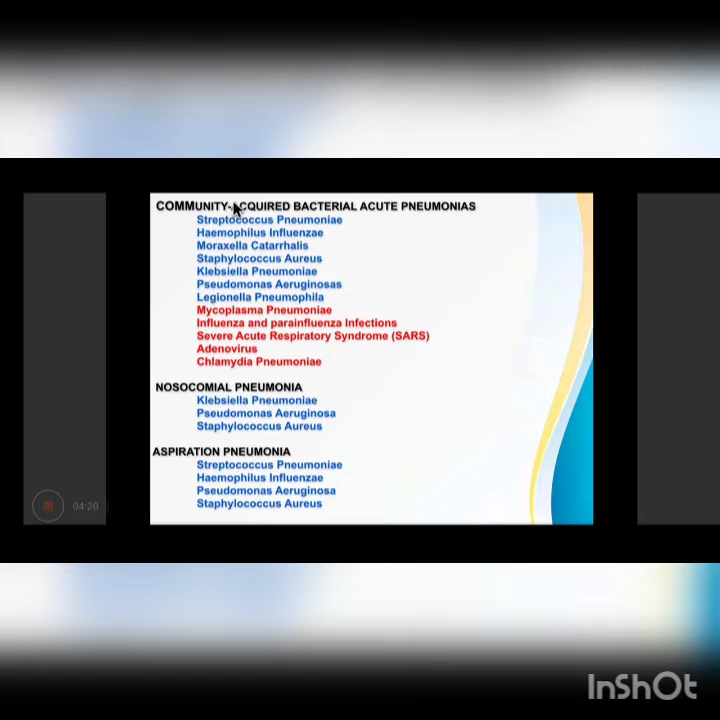 COMMUNITY-ACQUIRED BACTERIAL ACUTE PNEUMONIAS
Streptococcus Pneumoniae
Haemophilus Influenzae
Moraxella Catarrhalis
Staphylococcus Aureus
Klebsiella Pneumoniae
Pseudomonas Aeruginosas
Legionella Pneumophila
Mycoplasma Pneumoniae
Influenza and parainfluenza Infections
Severe Acute Respiratory Syndrome (SARS)
Adenovirus
Chlamydia Pneumoniae
NOSOCOMIAL PNEUMONIA
Klebsiella Pneumoniae
Pseudomonas Aeruginosa
Staphylococcus Aureus
ASPIRATION PNEUMONIA
Streptococcus Pneumoniae
Haemophilus Influenzae
Pseudomonas Aeruginosa
Staphylococcus Aureus
04:20
InShOt